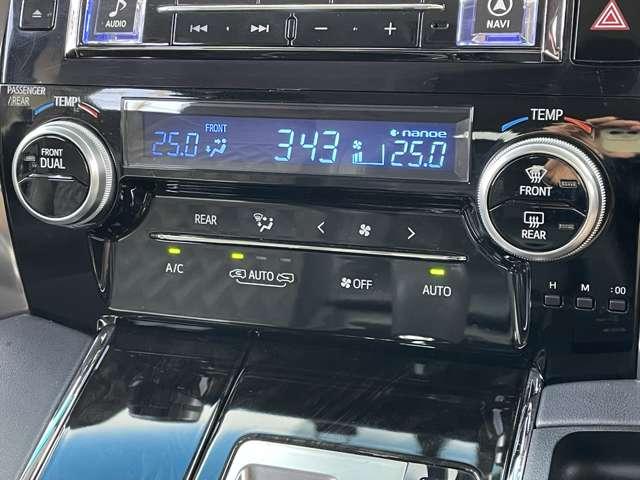 AUDIO
− +
NAVI
PASSENGER
/REAR
TEMP
FRONT
DUAL
25.0 FRONT 3:43 nanoe 25.0
TEMP
FRONT
REAR
REAR < >
A/C AUTO OFF AUTO
H M :00